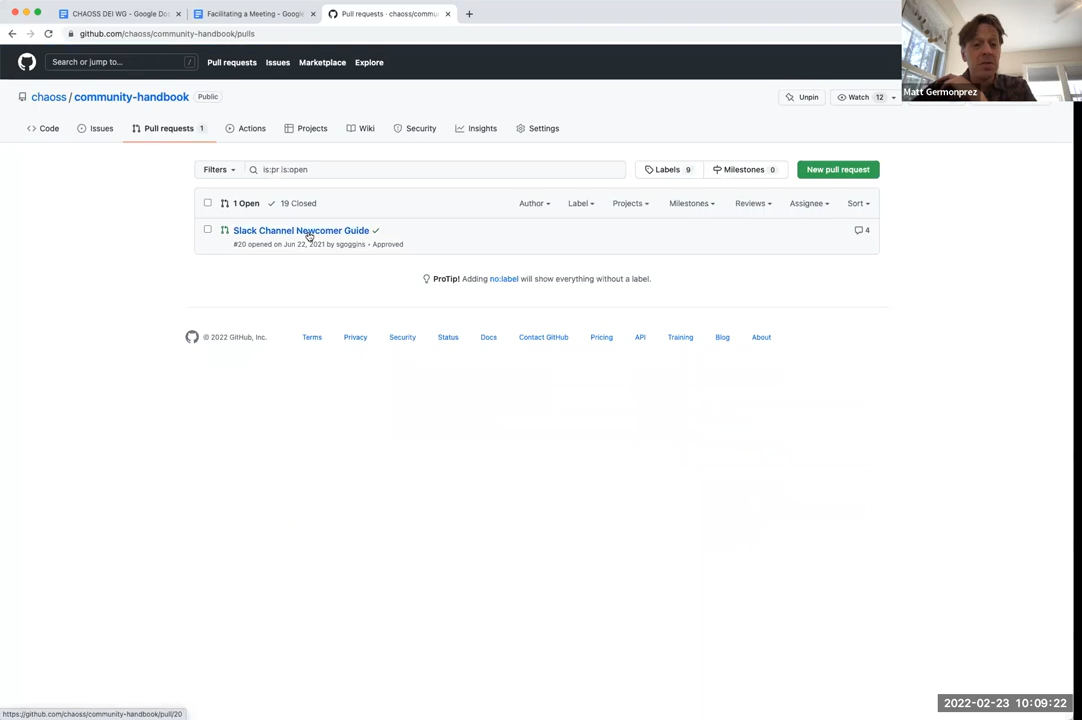 CHAOSS DEI WG - Google Do
Facilitating a Meeting - Google
Pull requests · chaoss/commu
github.com/chaoss/community-handbook/pulls
Search or jump to...
/
Pull requests
Issues
Marketplace
Explore
Matt Germonprez
chaoss / community-handbook
Public
Unpin
Watch 12
Code
Issues
Pull requests 1
Actions
Projects
Wiki
Security
Insights
Settings
Filters
is:pr is:open
Labels 9
Milestones 0
New pull request
1 Open
19 Closed
Author
Label
Projects
Milestones
Reviews
Assignee
Sort
Slack Channel Newcomer Guide
4
#20 opened on Jun 22, 2021 by sgoggins • Approved
ProTip! Adding no:label will show everything without a label.
© 2022 GitHub, Inc.
Terms
Privacy
Security
Status
Docs
Contact GitHub
Pricing
API
Training
Blog
About
https://github.com/chaoss/community-handbook/pull/20
2022-02-23 10:09:22